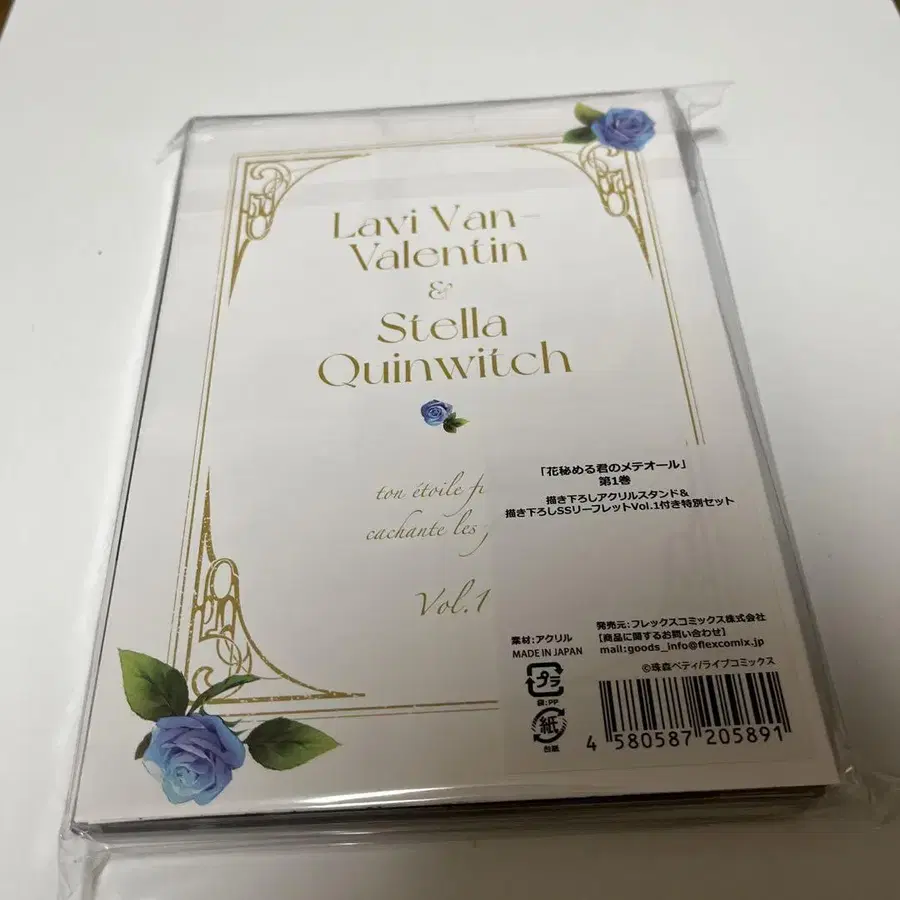 Lavi Van-
Valentin
&
Stella
Quinwitch
ton étoile
cachante les
Vol.1
「花秘める君のメテオール」
第1巻
描き下ろしアクリルスタンド＆
描き下ろしSSリーフレットVol.1付き特別セット
発売元:フレックスコミックス株式会社
【商品に関するお問い合わせ】
mail:goods_info@flexcomix.jp
©珠森ベティ/ライブコミックス
素材:アクリル
MADE IN JAPAN
プラ
袋:PP
紙
台紙
4 580587 205891